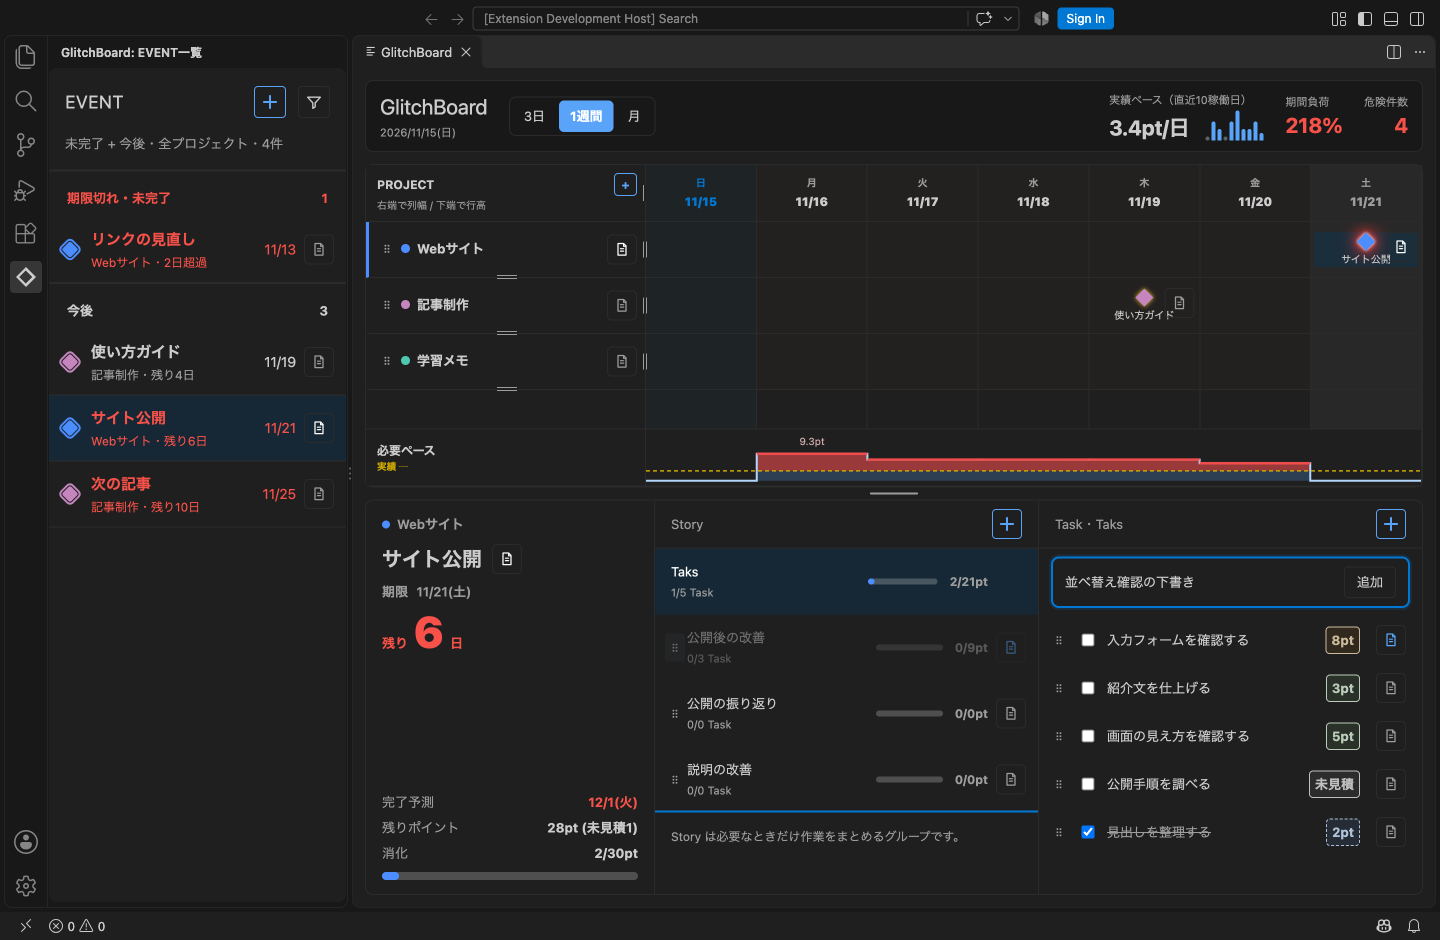 [Extension Development Host] Search
Sign In
GlitchBoard: EVENT一覧
EVENT
未完了 + 今後・全プロジェクト・4件
期限切れ・未完了
1
リンクの見直し
Webサイト・2日超過
11/13
今後
3
使い方ガイド
記事制作・残り4日
11/19
サイト公開
Webサイト・残り6日
11/21
次の記事
記事制作・残り10日
11/25
GlitchBoard
GlitchBoard
2026/11/15(日)
3日
1週間
月
実績ペース（直近10稼働日）
3.4pt/日
期間負荷
218%
危険件数
4
PROJECT
右端で列幅 / 下端で行高
日
11/15
月
11/16
火
11/17
水
11/18
木
11/19
金
11/20
土
11/21
Webサイト
サイト公開
記事制作
使い方ガイド
学習メモ
必要ペース
実績
9.3pt
Webサイト
サイト公開
期限 11/21(土)
残り 6 日
完了予測
12/1(火)
残りポイント
28pt (未見積1)
消化
2/30pt
Story
Taks
1/5 Task
2/21pt
公開後の改善
0/3 Task
0/9pt
公開の振り返り
0/0 Task
0/0pt
説明の改善
0/0 Task
0/0pt
Story は必要なときだけ作業をまとめるグループです。
Task・Taks
並べ替え確認の下書き
追加
入力フォームを確認する
8pt
紹介文を仕上げる
3pt
画面の見え方を確認する
5pt
公開手順を調べる
未見積
見出しを整理する
2pt
0
0